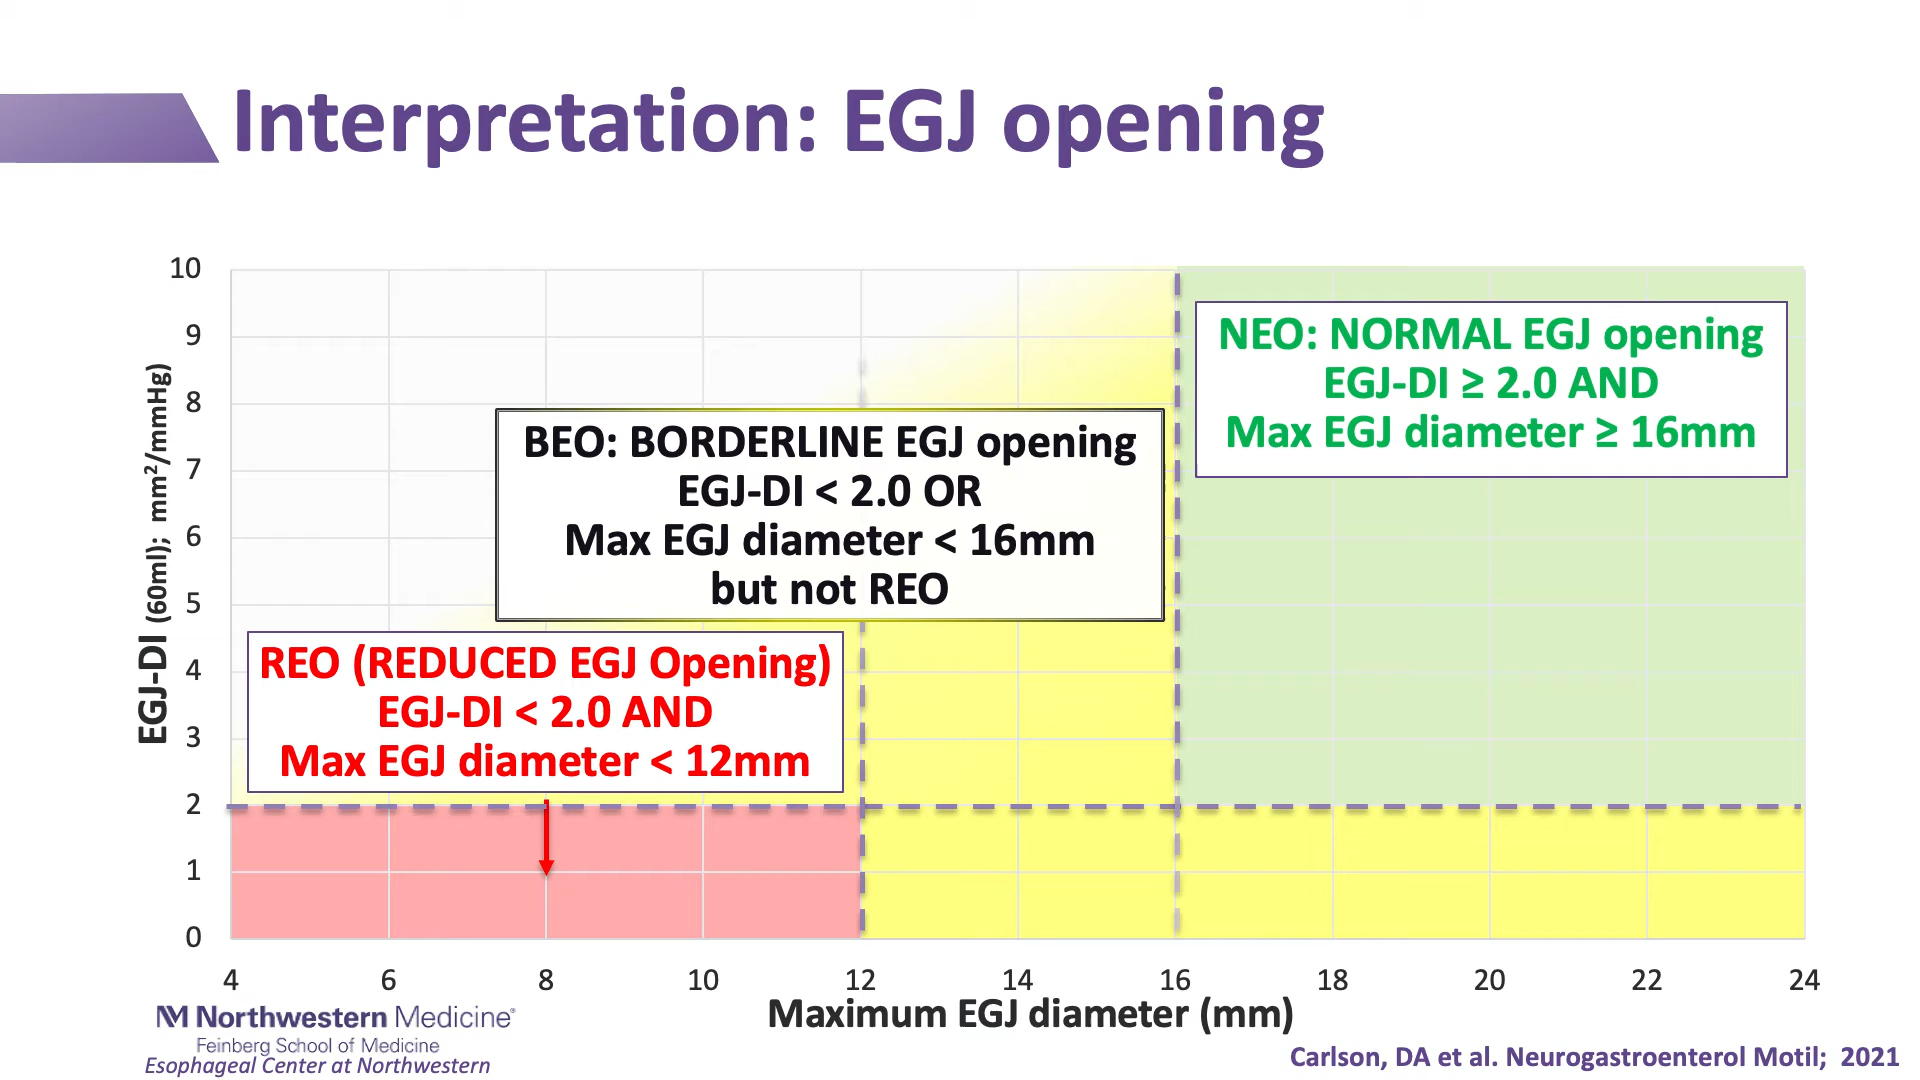 Interpretation: EGJ opening
10
9
8
7
6
5
4
3
2
1
0
EGJ-DI (60ml); mm²/mmHg)
NEO: NORMAL EGJ opening
EGJ-DI ≥ 2.0 AND
Max EGJ diameter ≥ 16mm
BEO: BORDERLINE EGJ opening
EGJ-DI < 2.0 OR
Max EGJ diameter < 16mm
but not REO
REO (REDUCED EGJ Opening)
EGJ-DI < 2.0 AND
Max EGJ diameter < 12mm
4 6 8 10 12 14 16 18 20 22 24
Maximum EGJ diameter (mm)
NM Northwestern Medicine®
Feinberg School of Medicine
Esophageal Center at Northwestern
Carlson, DA et al. Neurogastroenterol Motil; 2021